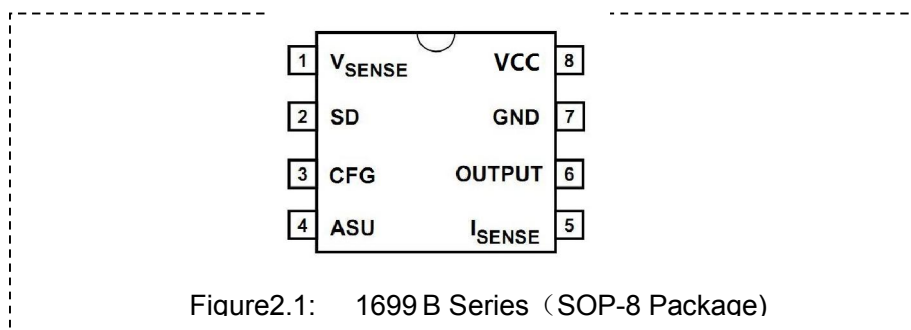 1 VSENSE VCC 8
2 SD GND 7
3 CFG OUTPUT 6
4 ASU ISENSE 5
Figure2.1: 1699 B Series（SOP-8 Package)